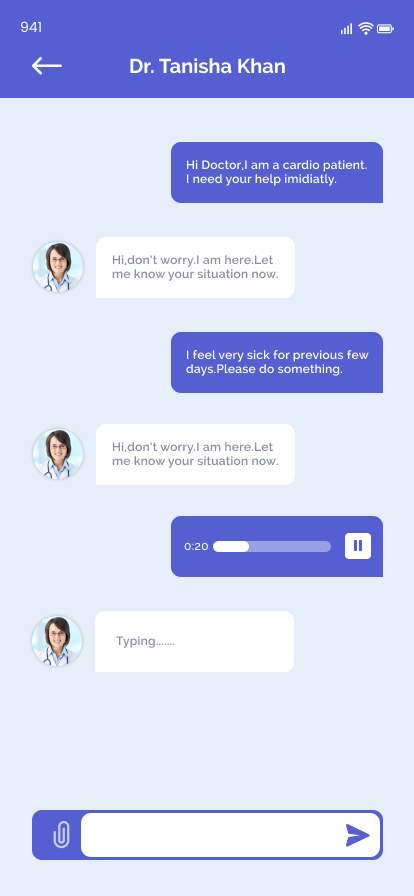 941
Dr. Tanisha Khan
Hi Doctor,I am a cardio patient.
I need your help imidiatly.
Hi,don't worry.I am here.Let
me know your situation now.
I feel very sick for previous few
days.Please do something.
Hi,don't worry.I am here.Let
me know your situation now.
0:20
Typing.......